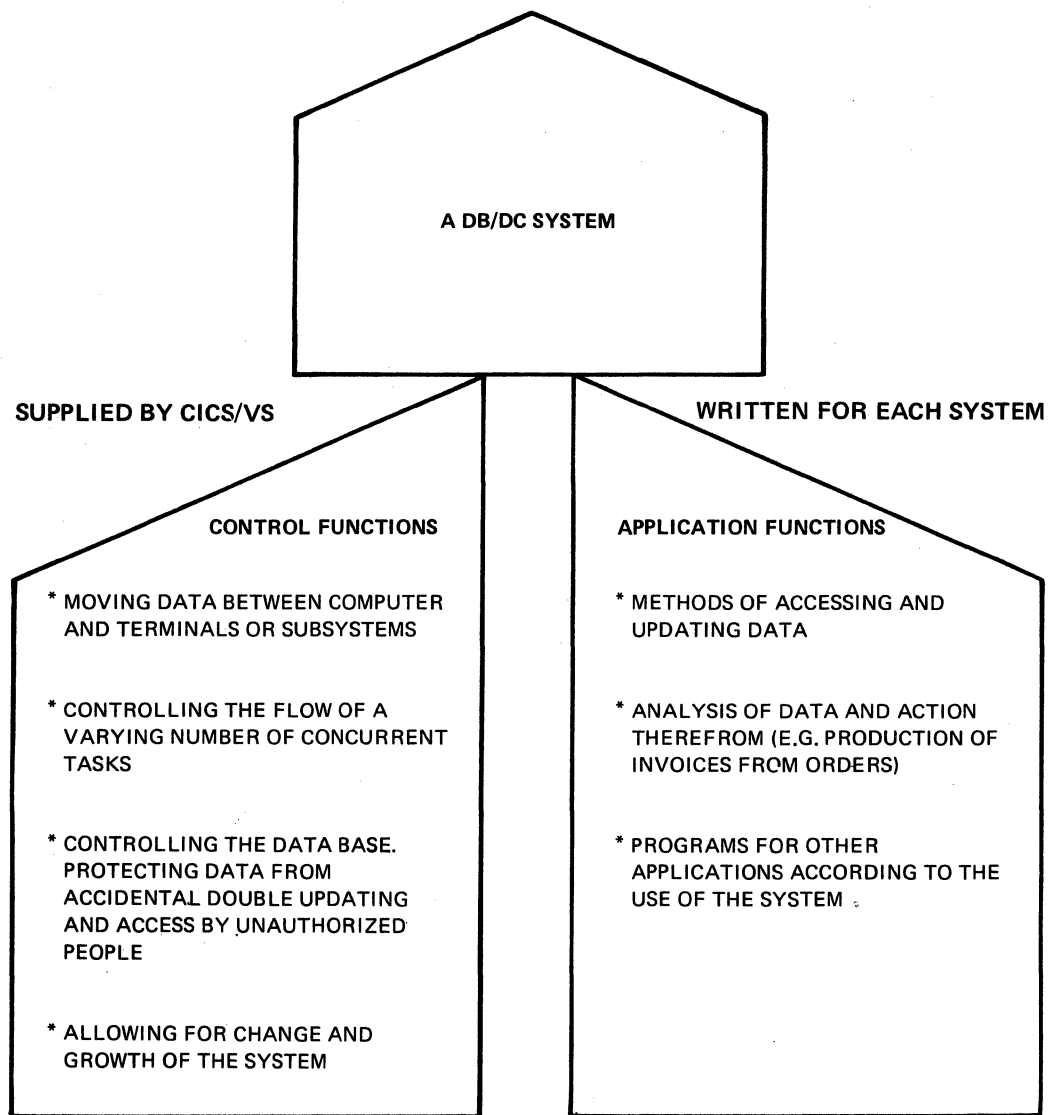 A DB/DC SYSTEM
SUPPLIED BY CICS/VS
WRITTEN FOR EACH SYSTEM
CONTROL FUNCTIONS
* MOVING DATA BETWEEN COMPUTER
AND TERMINALS OR SUBSYSTEMS
* CONTROLLING THE FLOW OF A
VARYING NUMBER OF CONCURRENT
TASKS
* CONTROLLING THE DATA BASE.
PROTECTING DATA FROM
ACCIDENTAL DOUBLE UPDATING
AND ACCESS BY UNAUTHORIZED
PEOPLE
* ALLOWING FOR CHANGE AND
GROWTH OF THE SYSTEM
APPLICATION FUNCTIONS
* METHODS OF ACCESSING AND
UPDATING DATA
* ANALYSIS OF DATA AND ACTION
THEREFROM (E.G. PRODUCTION OF
INVOICES FROM ORDERS)
* PROGRAMS FOR OTHER
APPLICATIONS ACCORDING TO THE
USE OF THE SYSTEM